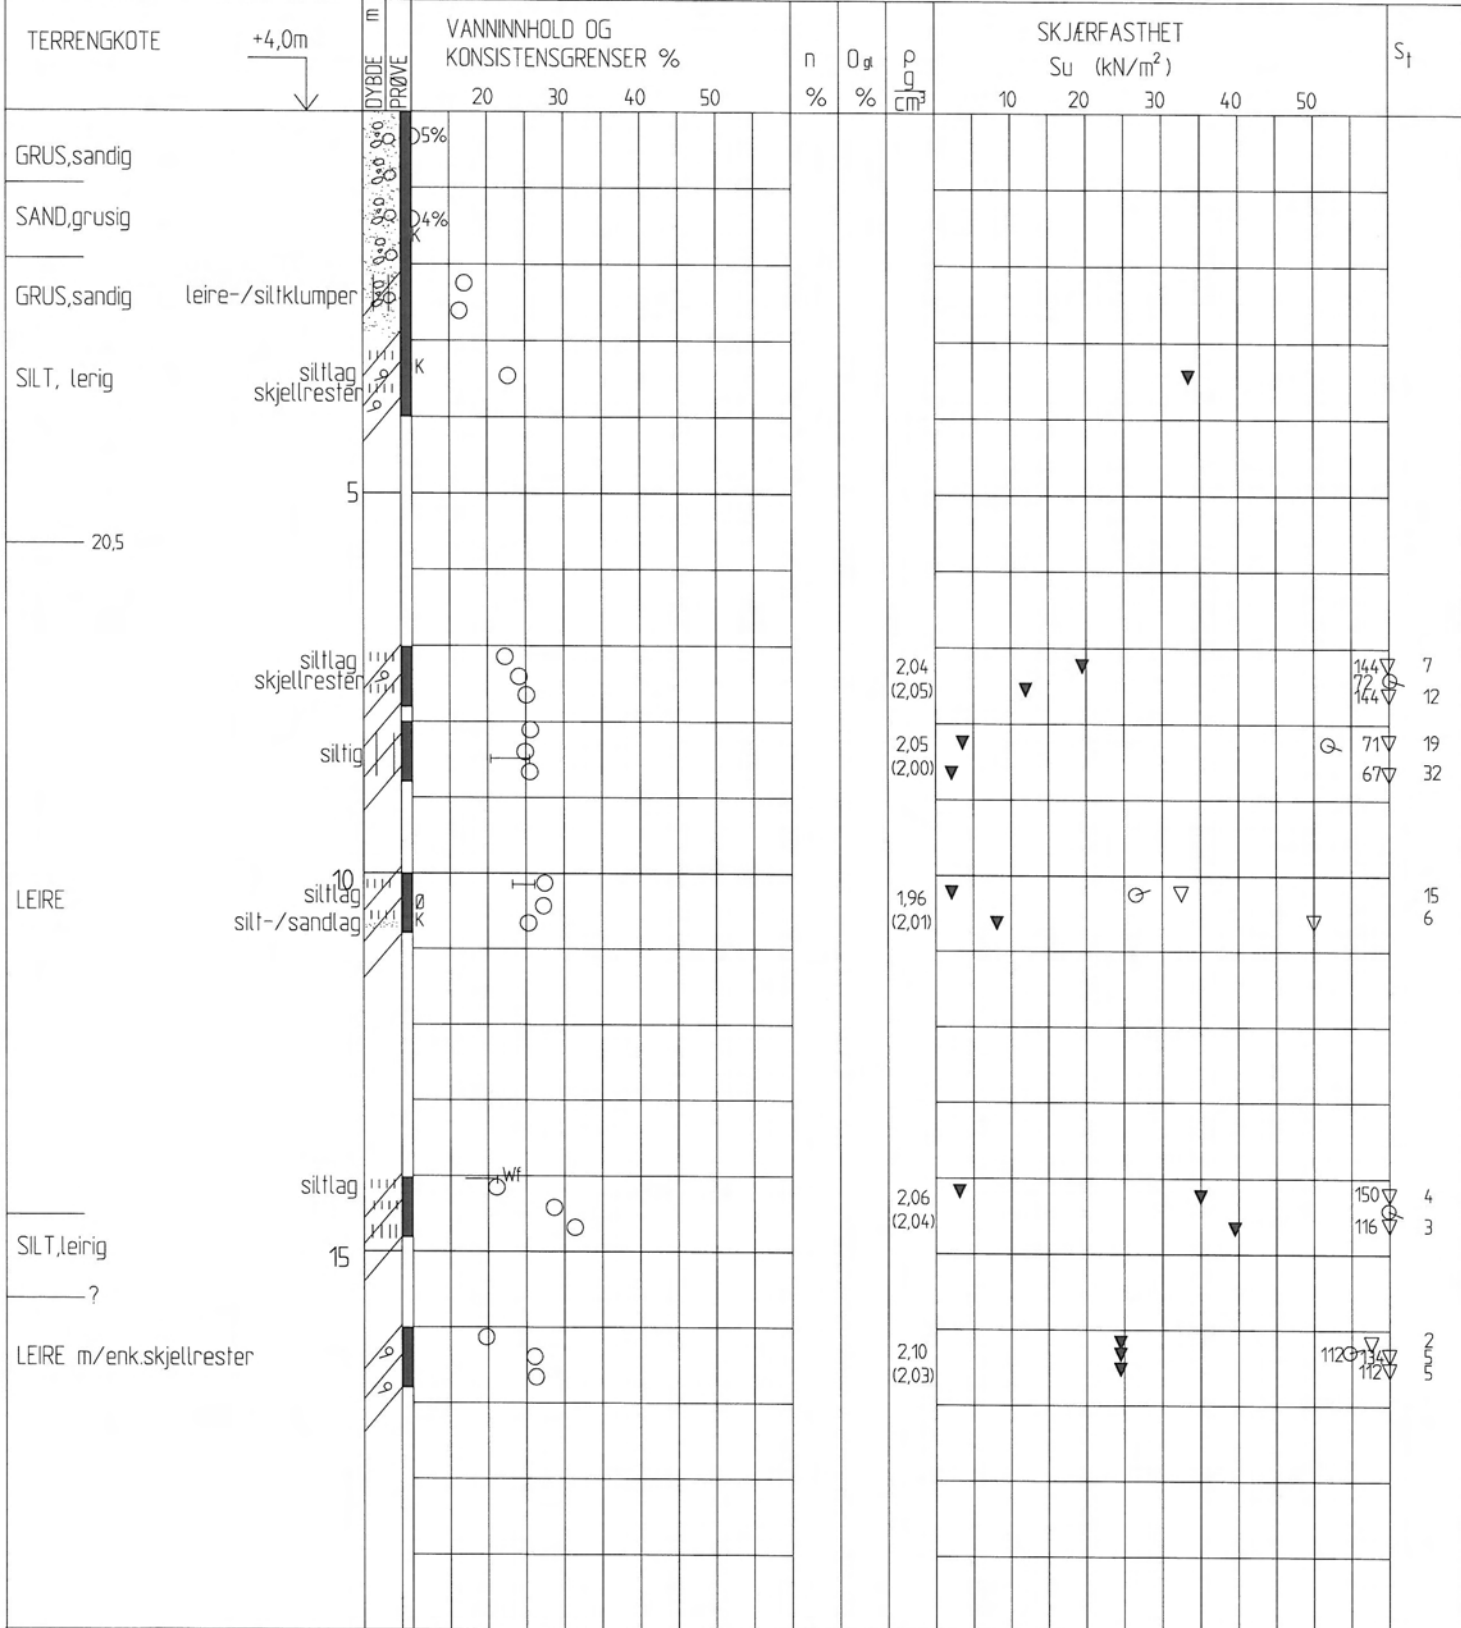 TERRENGKOTE +4,0m
m
DYBDE
PRØVE
VANNINNHOLD OG
KONSISTENSGRENSER %
20 30 40 50
n
%
O gl
%
ρ
g
cm³
SKJÆRFASTHET
Su (kN/m²)
10 20 30 40 50
St
5%
GRUS,sandig
SAND,grusig
4%
K
GRUS,sandig leire-/siltklumper
siltlag K
SILT, lerig
skjellrester
5
20,5
siltlag 2,04 144 7
skjellrester 72
(2,05) 144 12
siltig 2,05 71 19
(2,00) 67 32
10
LEIRE siltlag Ø 1,96 15
silt-/sandlag K (2,01) 6
Wf
siltlag 2,06 150 4
(2,04) 116 3
SILT,leirig
15
?
2
LEIRE m/enk.skjellrester 2,10 112 134 5
(2,03) 112 5